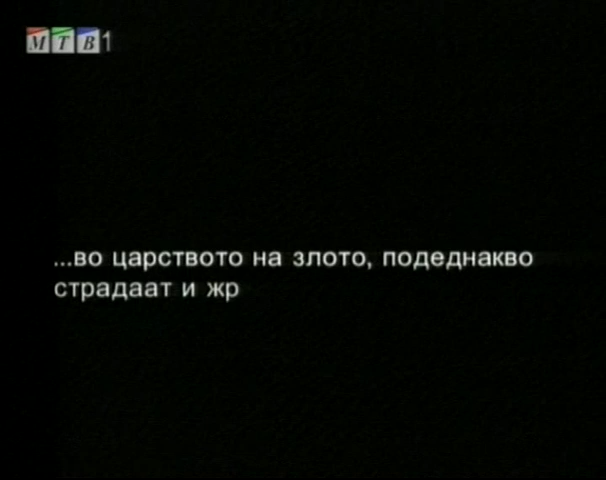 МТВ1
...во царството на злото, подеднакво
страдаат и жр